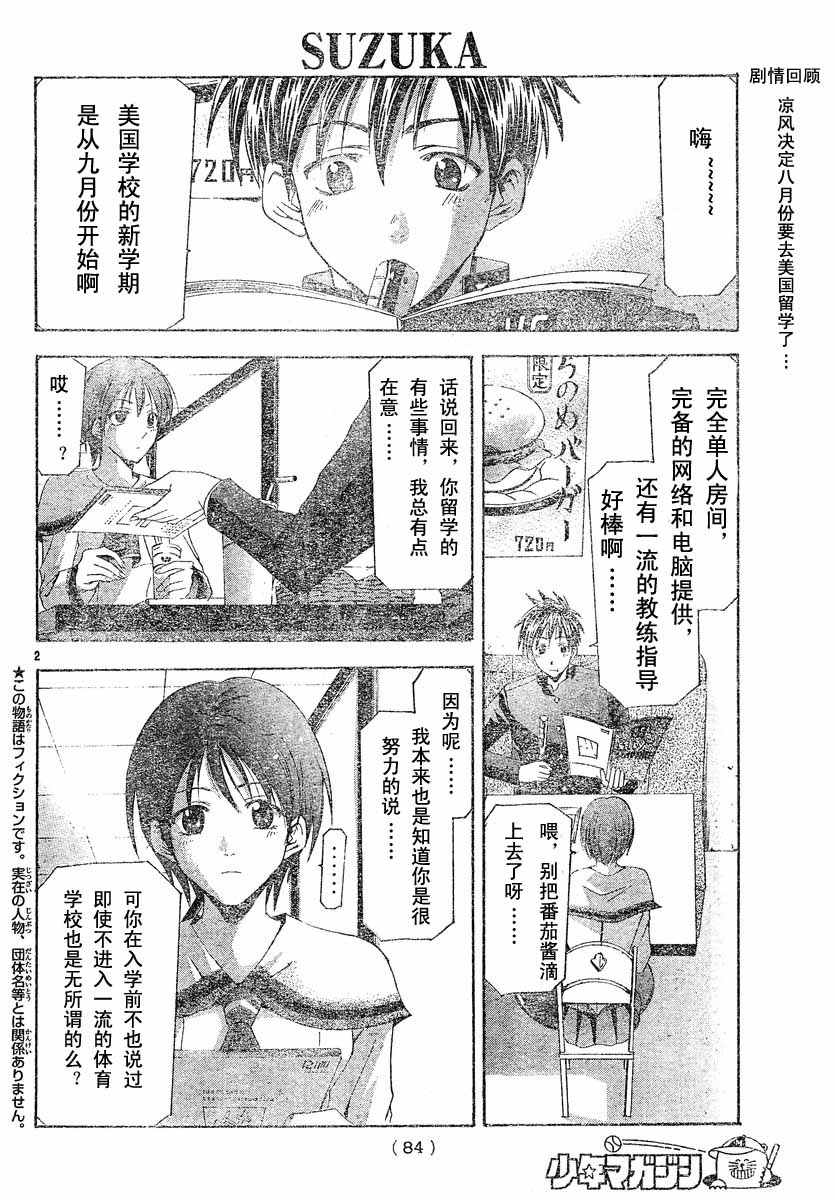 SUZUKA
剧情回顾
凉风决定八月份要去美国留学了…
嗨~~~~~
美国学校的新学期
是从九月份开始啊
720円
完全单人房间，
完备的网络和电脑提供，
还有一流的教练指导
好棒啊……
限定
ちのめバーガー
720円
喂，别把番茄酱滴
上去了呀……
话说回来，你留学的
有些事情，我总有点
在意……
哎
……？
因为呢……
我本来也是知道你是很
努力的说……
……
可你在入学前不也说过
即使不进入一流的体育
学校也是无所谓的么？
2
★この物語はフィクションです。実在の人物、団体名等とは関係ありません。
(84)
少年マガジン